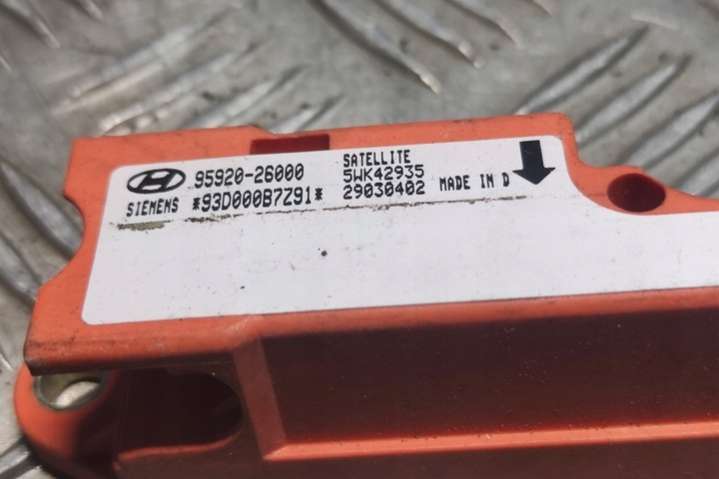 95920-26000
SIEMENS *93D000B7Z91*
SATELLITE
5WK42935
29030402 MADE IN D